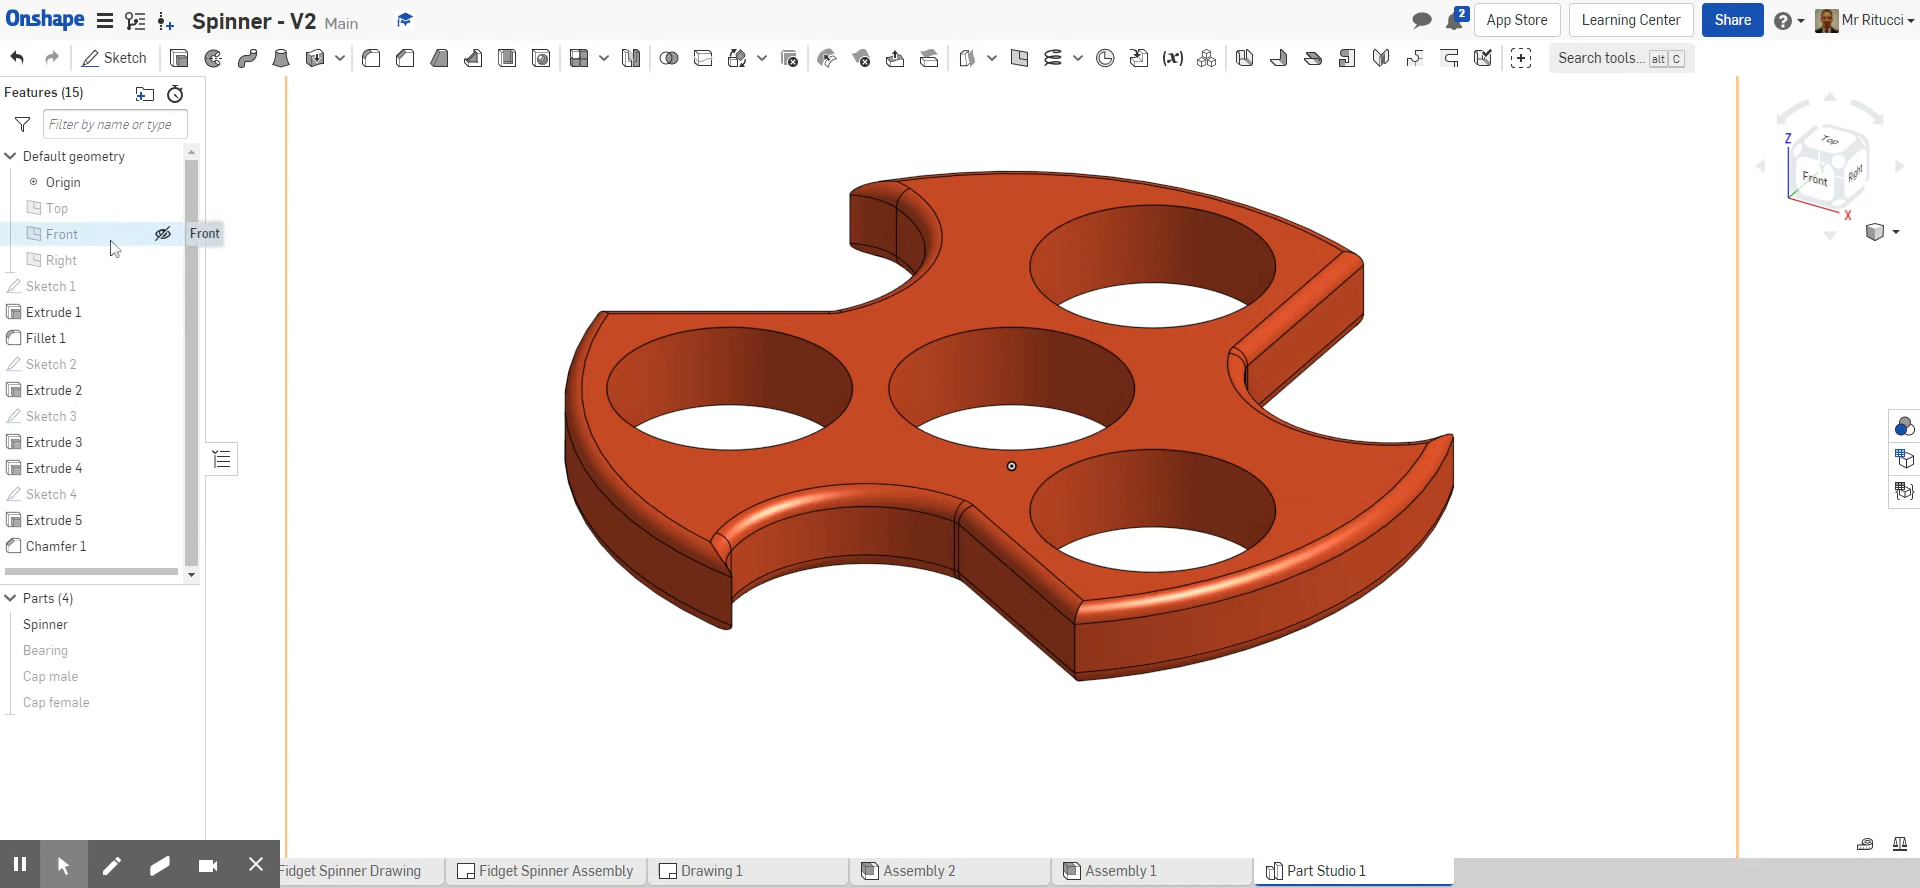 Onshape Spinner - V2 Main 2 App Store Learning Center Share Mr Ritucci
Sketch (x) Search tools... alt C
Features (15)
Filter by name or type
Default geometry
Origin
Top
Front Front
Right
Sketch 1
Extrude 1
Fillet 1
Sketch 2
Extrude 2
Sketch 3
Extrude 3
Extrude 4
Sketch 4
Extrude 5
Chamfer 1
Parts (4)
Spinner
Bearing
Cap male
Cap female
Z
Top
Front Right
Y
X
Fidget Spinner Drawing Fidget Spinner Assembly Drawing 1 Assembly 2 Assembly 1 Part Studio 1